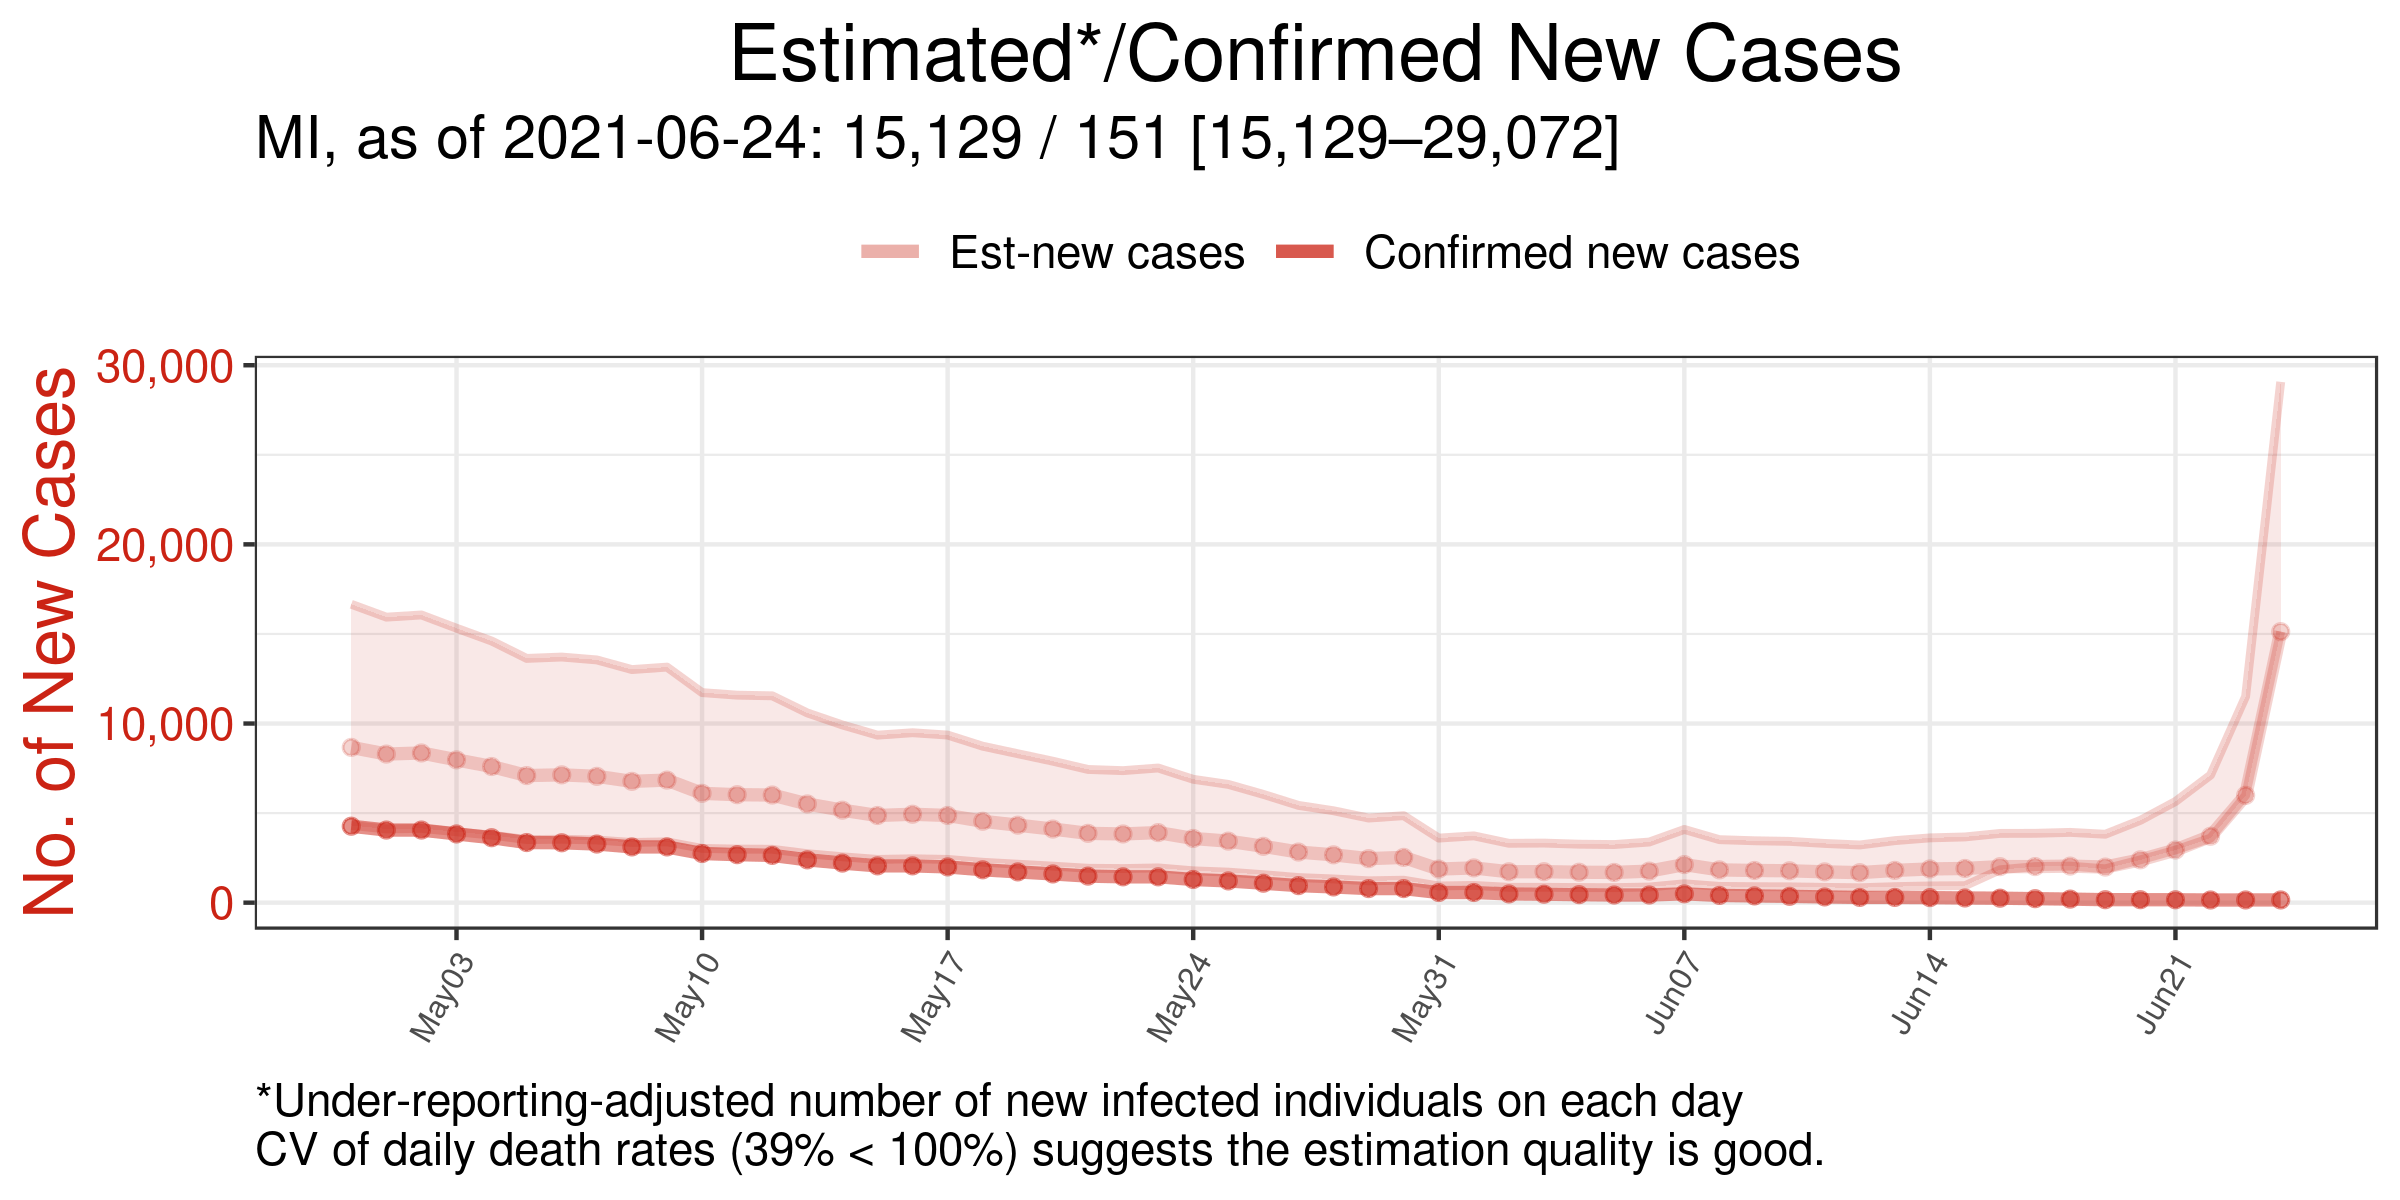 Estimated*/Confirmed New Cases
MI, as of 2021-06-24: 15,129 / 151 [15,129–29,072]
Est-new cases
Confirmed new cases
No. of New Cases
30,000
20,000
10,000
0
May03
May10
May17
May24
May31
Jun07
Jun14
Jun21
*Under-reporting-adjusted number of new infected individuals on each day
CV of daily death rates (39% < 100%) suggests the estimation quality is good.